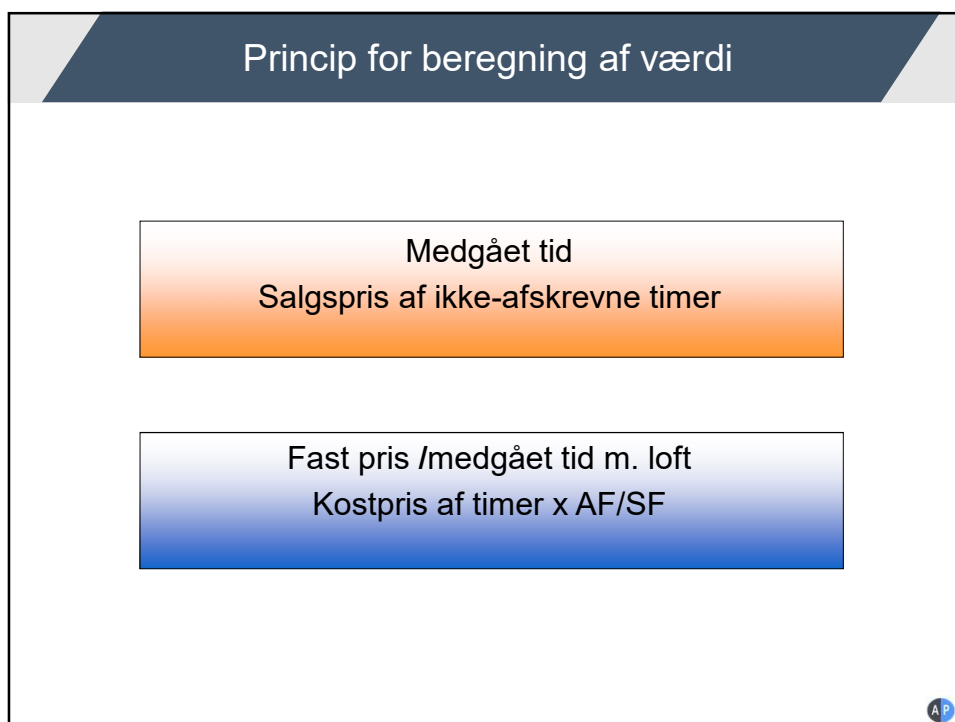 Princip for beregning af værdi
Medgået tid
Salgspris af ikke-afskrevne timer
Fast pris /medgået tid m. loft
Kostpris af timer x AF/SF
AP